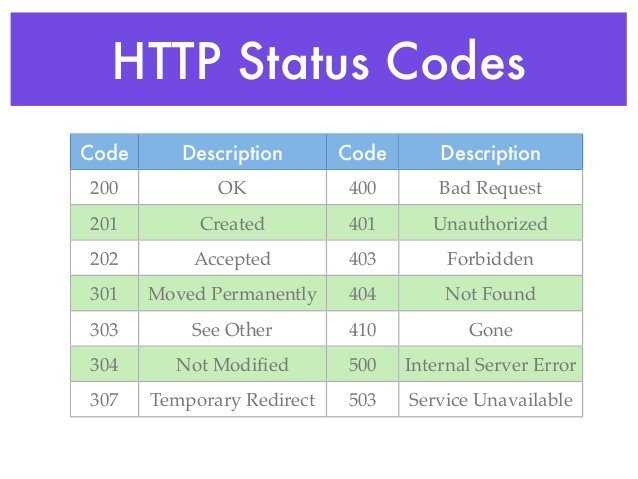 HTTP Status Codes
Code Description Code Description
200 OK 400 Bad Request
201 Created 401 Unauthorized
202 Accepted 403 Forbidden
301 Moved Permanently 404 Not Found
303 See Other 410 Gone
304 Not Modified 500 Internal Server Error
307 Temporary Redirect 503 Service Unavailable